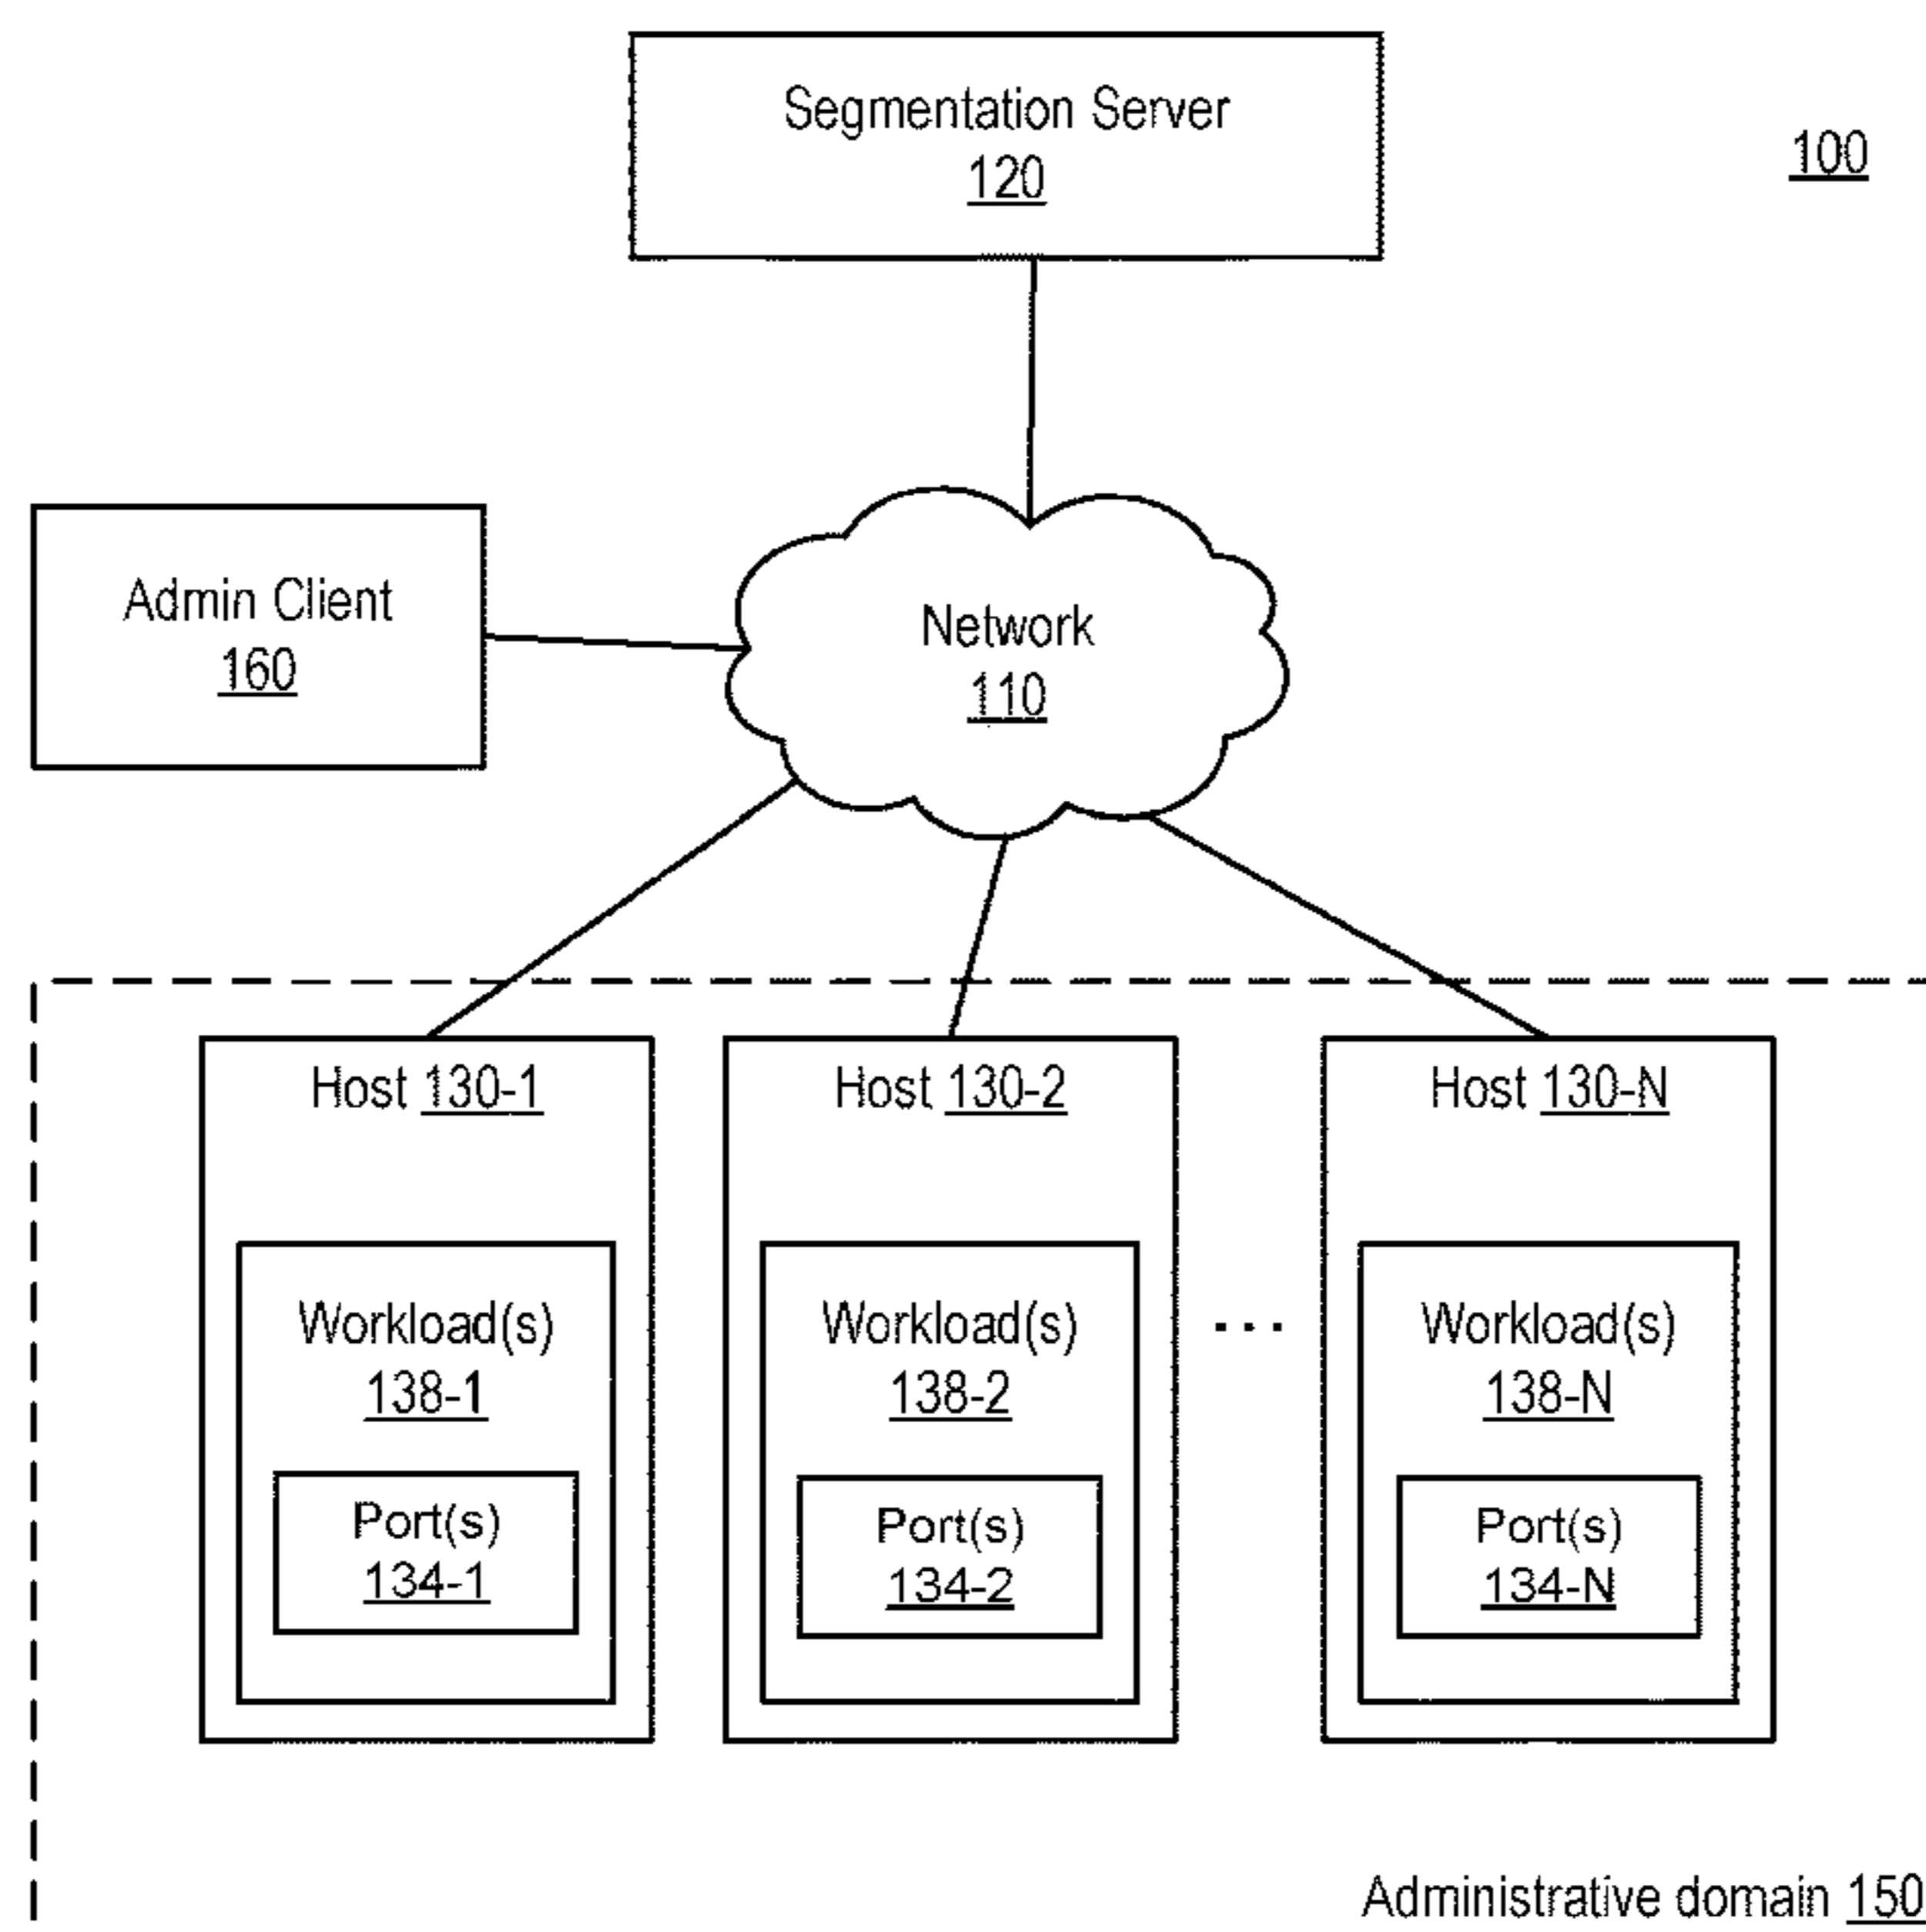 Segmentation Server
120
100
Admin Client
160
Network
110
Host 130-1
Host 130-2
Host 130-N
Workload(s)
138-1
Workload(s)
138-2
...
Workload(s)
138-N
Port(s)
134-1
Port(s)
134-2
Port(s)
134-N
Administrative domain 150